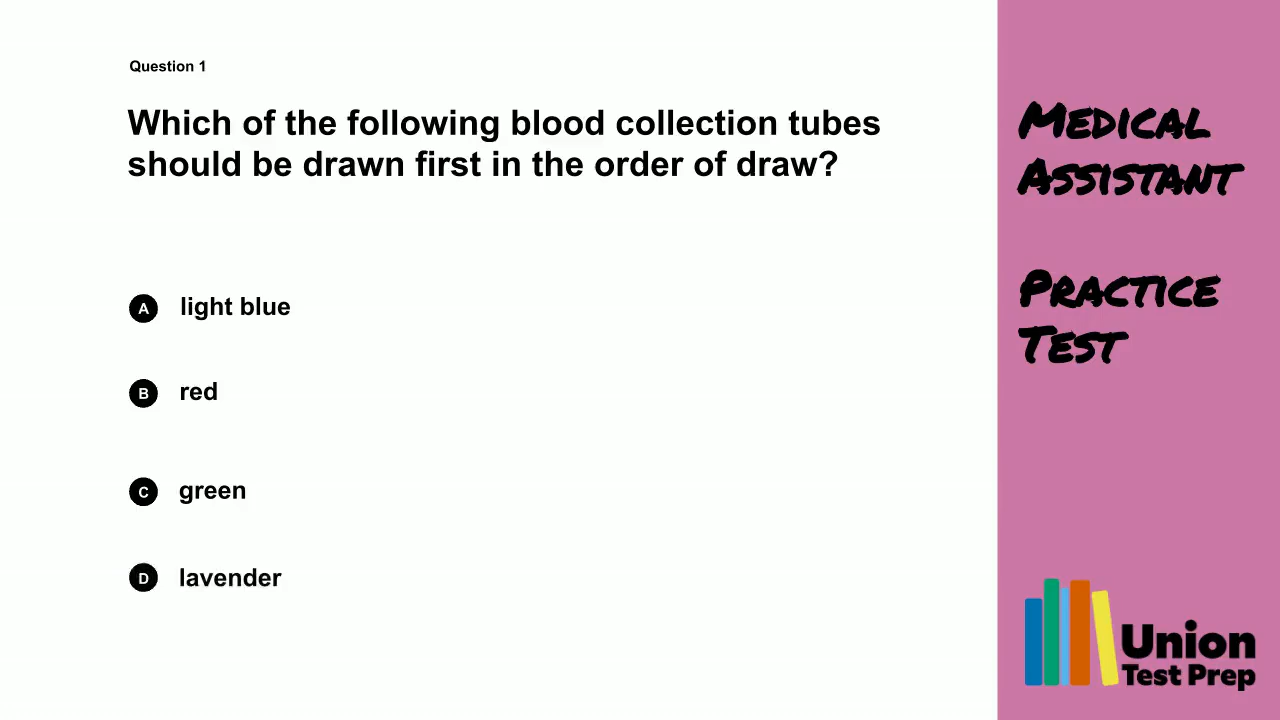 Question 1
Which of the following blood collection tubes
should be drawn first in the order of draw?
A light blue
B red
C green
D lavender
Medical
Assistant
Practice
Test
Union
Test Prep